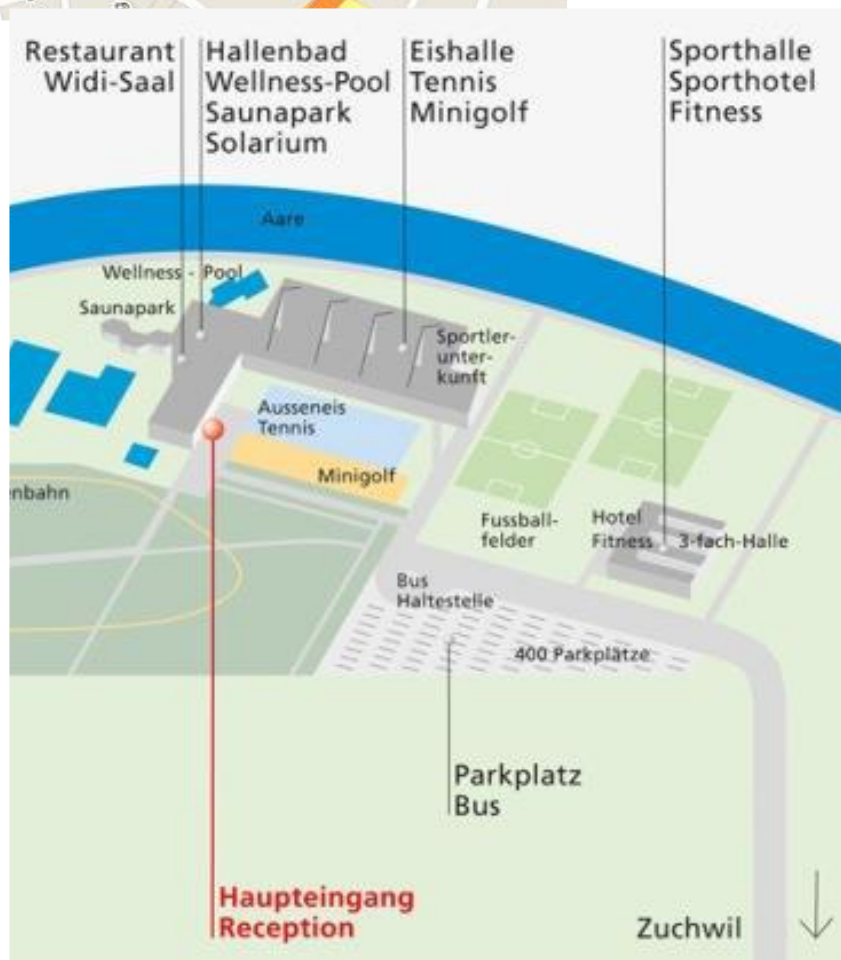 Restaurant
Widi-Saal
Hallenbad
Wellness-Pool
Saunapark
Solarium
Eishalle
Tennis
Minigolf
Sporthalle
Sporthotel
Fitness
Aare
Wellness - Pool
Saunapark
Sportler-
unter-
kunft
Ausseneis
Tennis
Minigolf
enbahn
Fussball-
felder
Hotel
Fitness
3-fach-Halle
Bus
Haltestelle
400 Parkplätze
Parkplatz
Bus
Haupteingang
Reception
Zuchwil